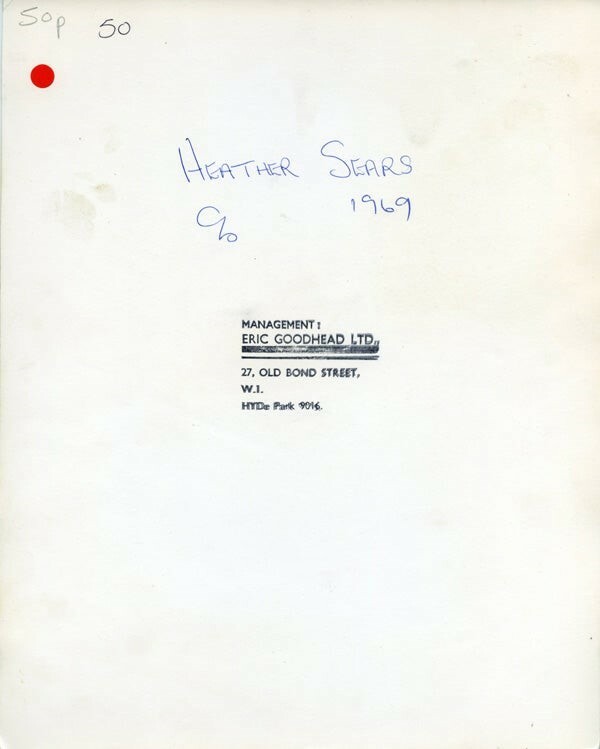 50p 50
HEATHER SEARS
c/o 1969
MANAGEMENT:
ERIC GOODHEAD LTD.,
27, OLD BOND STREET,
W.1.
HYDe Park 9016.